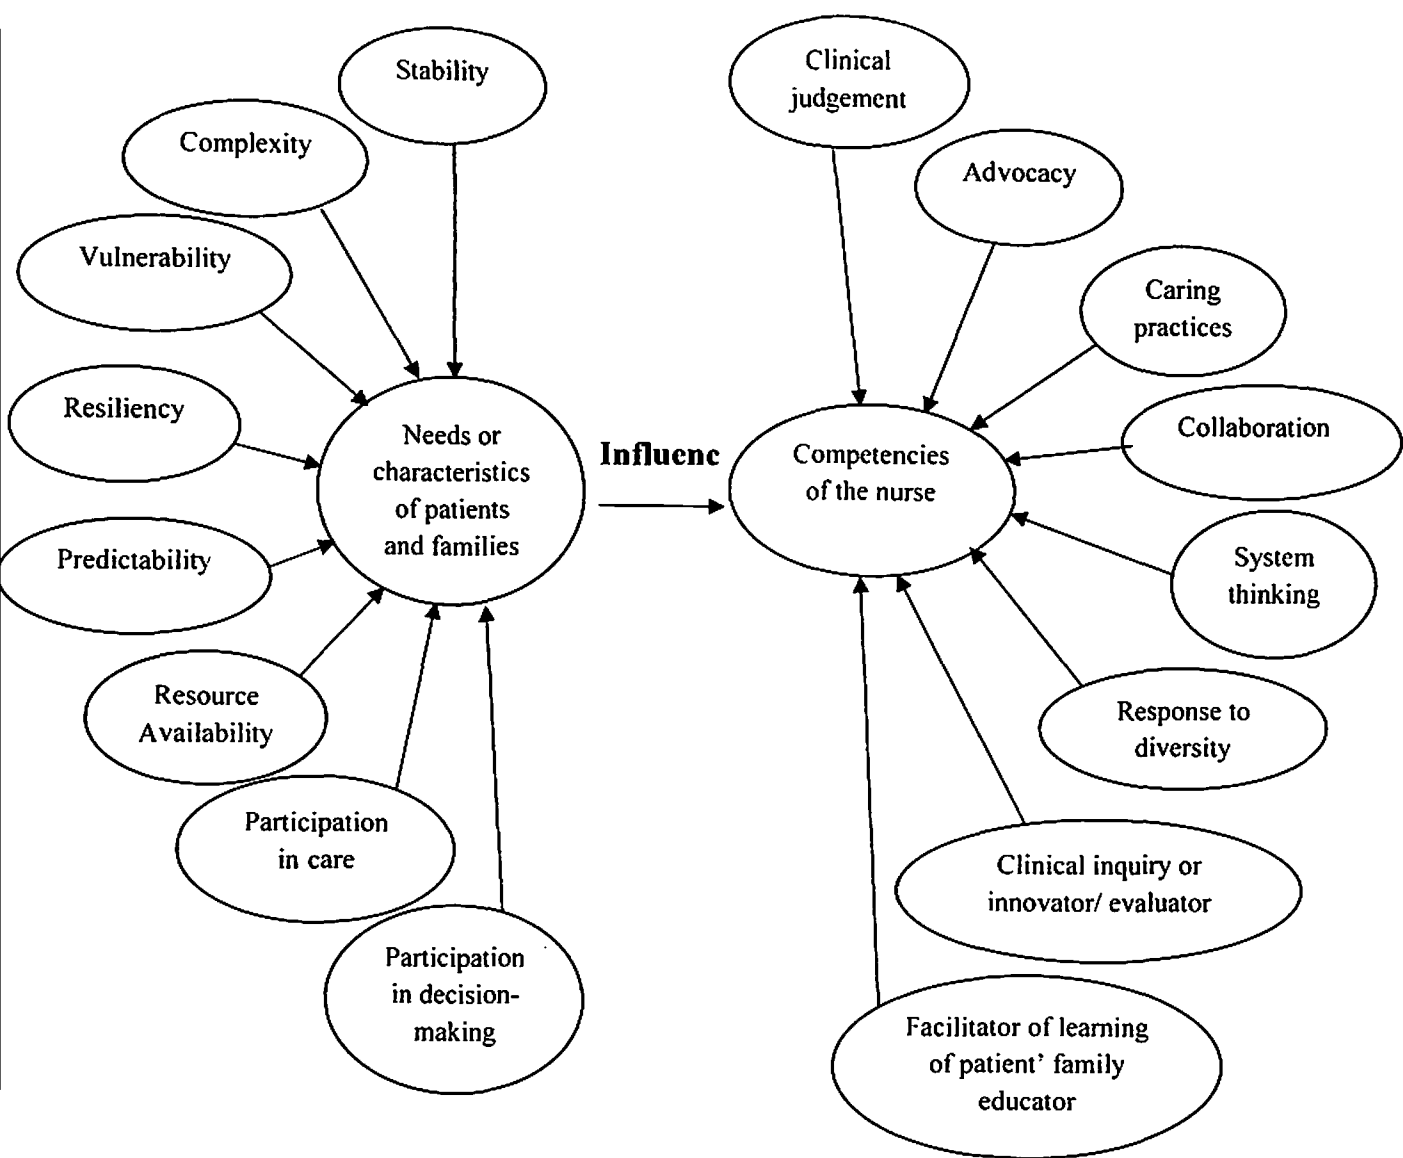 Stability
Complexity
Vulnerability
Resiliency
Predictability
Resource
Availability
Participation
in care
Participation
in decision-
making
Needs or
characteristics
of patients
and families
Influenc
Competencies
of the nurse
Clinical
judgement
Advocacy
Caring
practices
Collaboration
System
thinking
Response to
diversity
Clinical inquiry or
innovator/ evaluator
Facilitator of learning
of patient’ family
educator